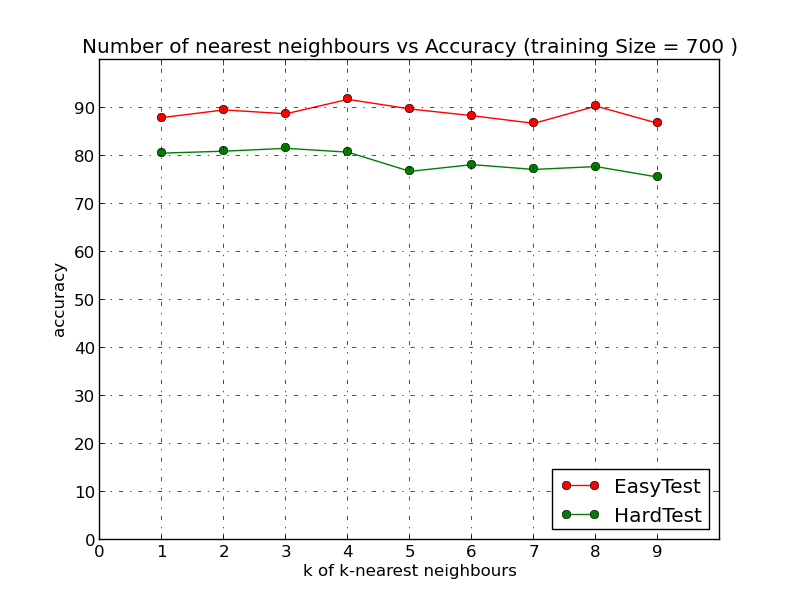 Number of nearest neighbours vs Accuracy (training Size = 700 )
accuracy
90
80
70
60
50
40
30
20
10
0
0 1 2 3 4 5 6 7 8 9
k of k-nearest neighbours
EasyTest
HardTest